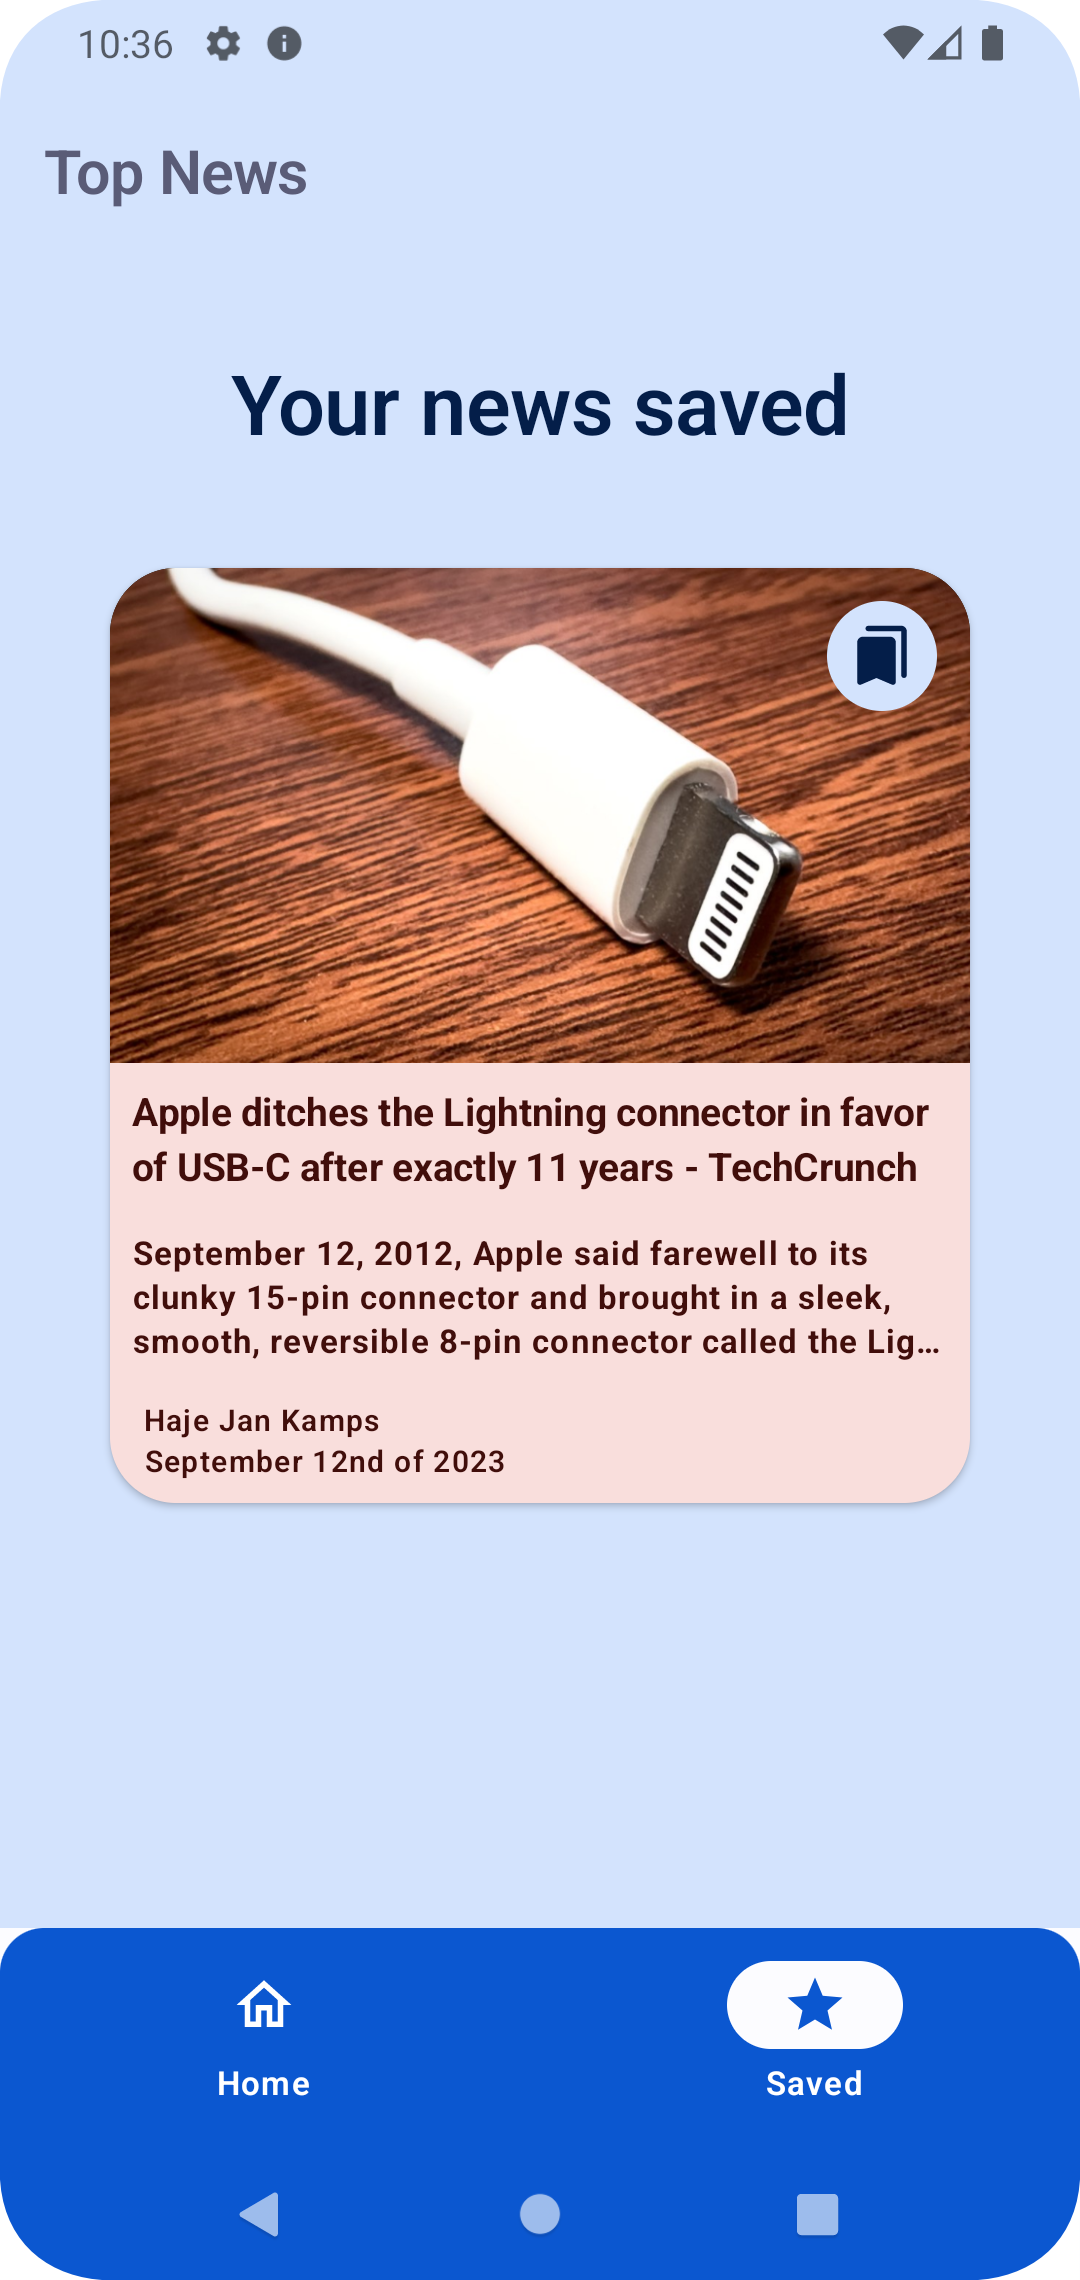 10:36
Top News
Your news saved
Apple ditches the Lightning connector in favor
of USB-C after exactly 11 years - TechCrunch
September 12, 2012, Apple said farewell to its
clunky 15-pin connector and brought in a sleek,
smooth, reversible 8-pin connector called the Lig…
Haje Jan Kamps
September 12nd of 2023
Home
Saved